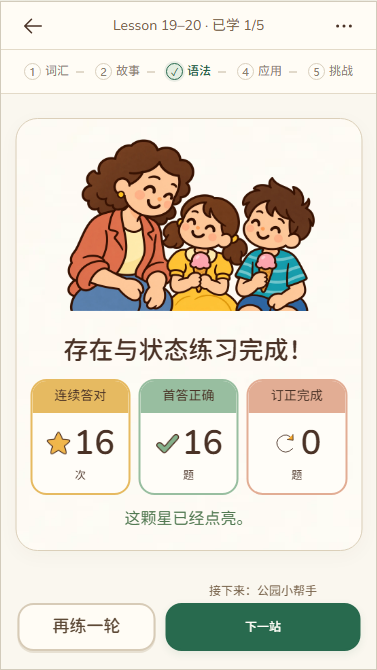 Lesson 19–20 · 已学 1/5
1 词汇 2 故事 语法 4 应用 5 挑战
存在与状态练习完成！
连续答对 首答正确 订正完成
16 16 0
次 题 题
这颗星已经点亮。
接下来：公园小帮手
再练一轮 下一站